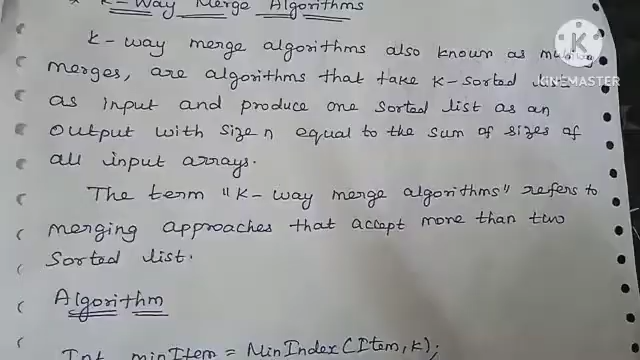 * K-Way Merge Algorithms
K-way merge algorithms also known as
merges, are algorithms that take K-sorted
as input and produce one sorted list as an
output with size n equal to the sum of sizes of
all input arrays.
The term "K-way merge algorithms" refers to
merging approaches that accept more than two
sorted list.
Algorithm
Int minItem = MinIndex(Item, K);
KINEMASTER